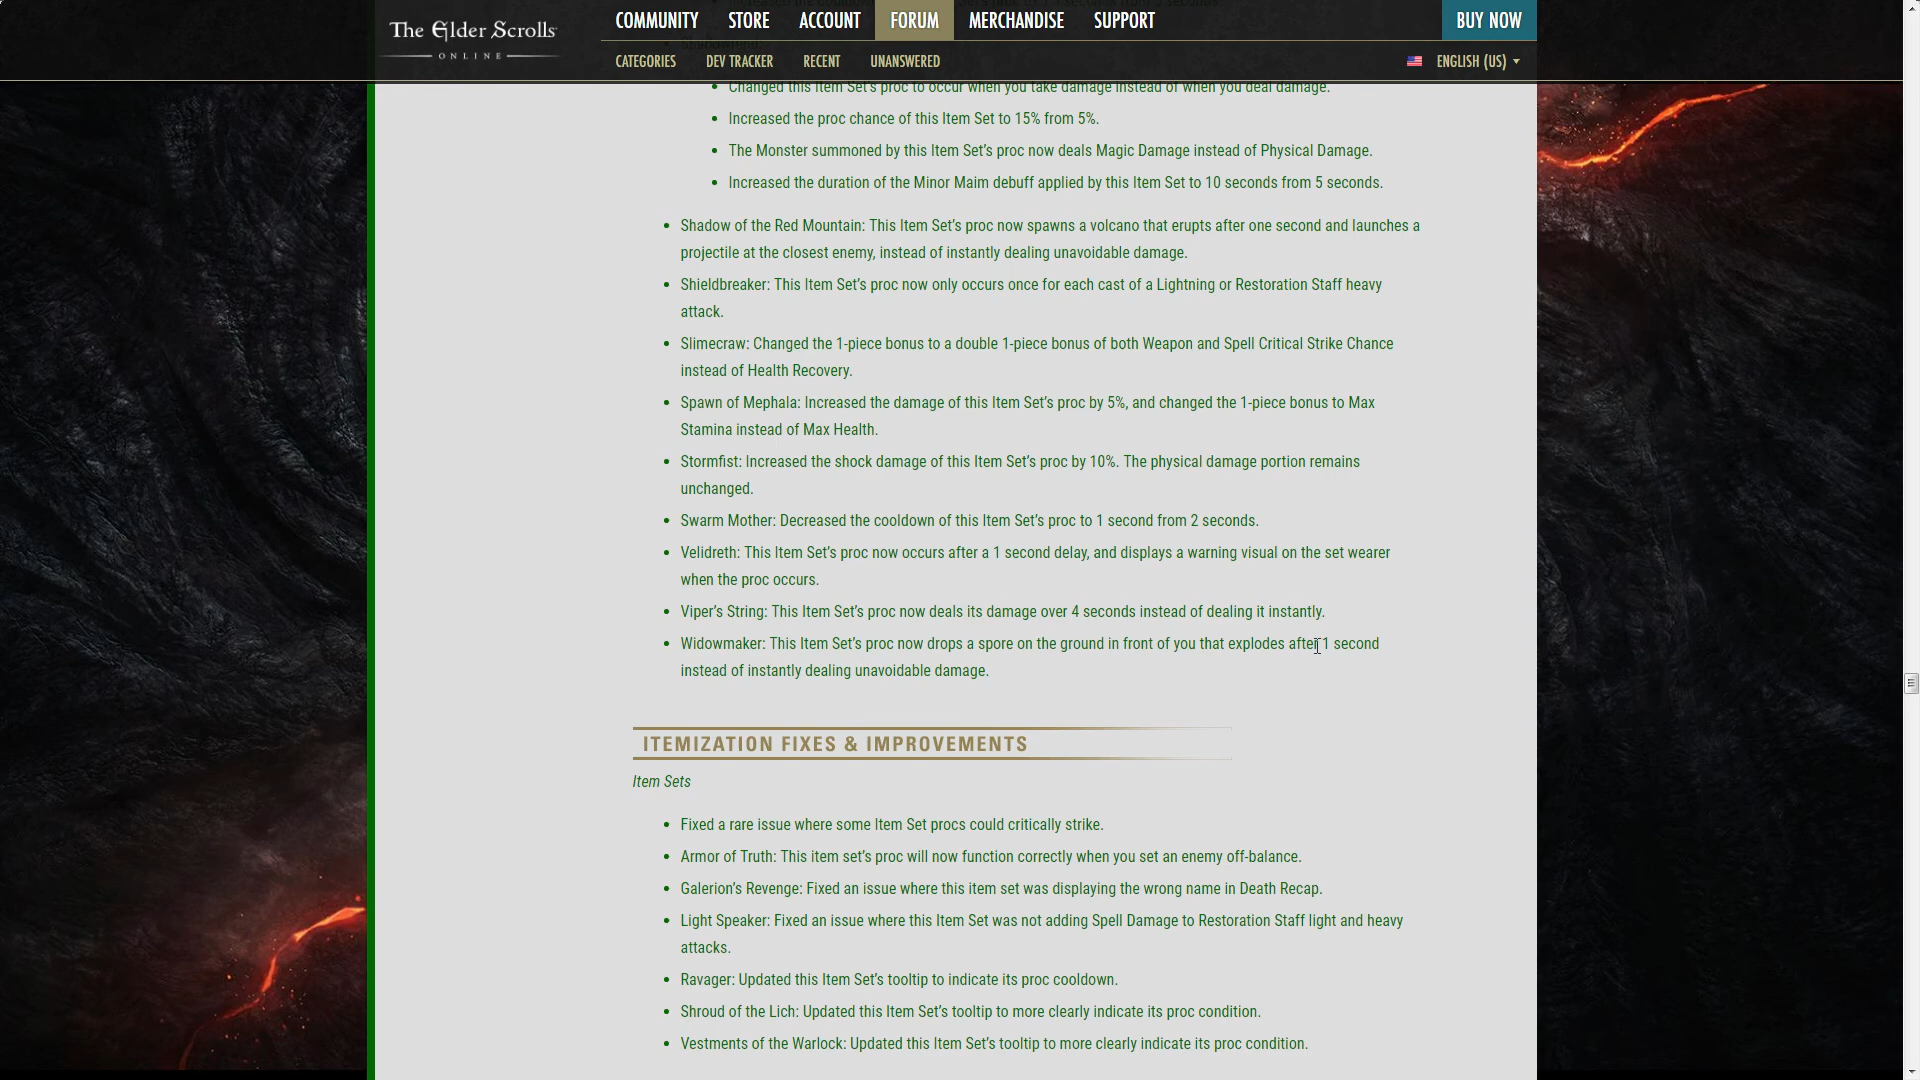 The Elder Scrolls
ONLINE
COMMUNITY STORE ACCOUNT FORUM MERCHANDISE SUPPORT
BUY NOW
CATEGORIES DEV TRACKER RECENT UNANSWERED
ENGLISH (US)
Changed this Item Set's proc to occur when you take damage instead of when you deal damage.
Increased the proc chance of this Item Set to 15% from 5%.
The Monster summoned by this Item Set's proc now deals Magic Damage instead of Physical Damage.
Increased the duration of the Minor Maim debuff applied by this Item Set to 10 seconds from 5 seconds.
Shadow of the Red Mountain: This Item Set's proc now spawns a volcano that erupts after one second and launches a
projectile at the closest enemy, instead of instantly dealing unavoidable damage.
Shieldbreaker: This Item Set's proc now only occurs once for each cast of a Lightning or Restoration Staff heavy
attack.
Slimecraw: Changed the 1-piece bonus to a double 1-piece bonus of both Weapon and Spell Critical Strike Chance
instead of Health Recovery.
Spawn of Mephala: Increased the damage of this Item Set's proc by 5%, and changed the 1-piece bonus to Max
Stamina instead of Max Health.
Stormfist: Increased the shock damage of this Item Set's proc by 10%. The physical damage portion remains
unchanged.
Swarm Mother: Decreased the cooldown of this Item Set's proc to 1 second from 2 seconds.
Velidreth: This Item Set's proc now occurs after a 1 second delay, and displays a warning visual on the set wearer
when the proc occurs.
Viper's String: This Item Set's proc now deals its damage over 4 seconds instead of dealing it instantly.
Widowmaker: This Item Set's proc now drops a spore on the ground in front of you that explodes after 1 second
instead of instantly dealing unavoidable damage.
ITEMIZATION FIXES & IMPROVEMENTS
Item Sets
Fixed a rare issue where some Item Set procs could critically strike.
Armor of Truth: This item set's proc will now function correctly when you set an enemy off-balance.
Galerion's Revenge: Fixed an issue where this item set was displaying the wrong name in Death Recap.
Light Speaker: Fixed an issue where this Item Set was not adding Spell Damage to Restoration Staff light and heavy
attacks.
Ravager: Updated this Item Set's tooltip to indicate its proc cooldown.
Shroud of the Lich: Updated this Item Set's tooltip to more clearly indicate its proc condition.
Vestments of the Warlock: Updated this Item Set's tooltip to more clearly indicate its proc condition.